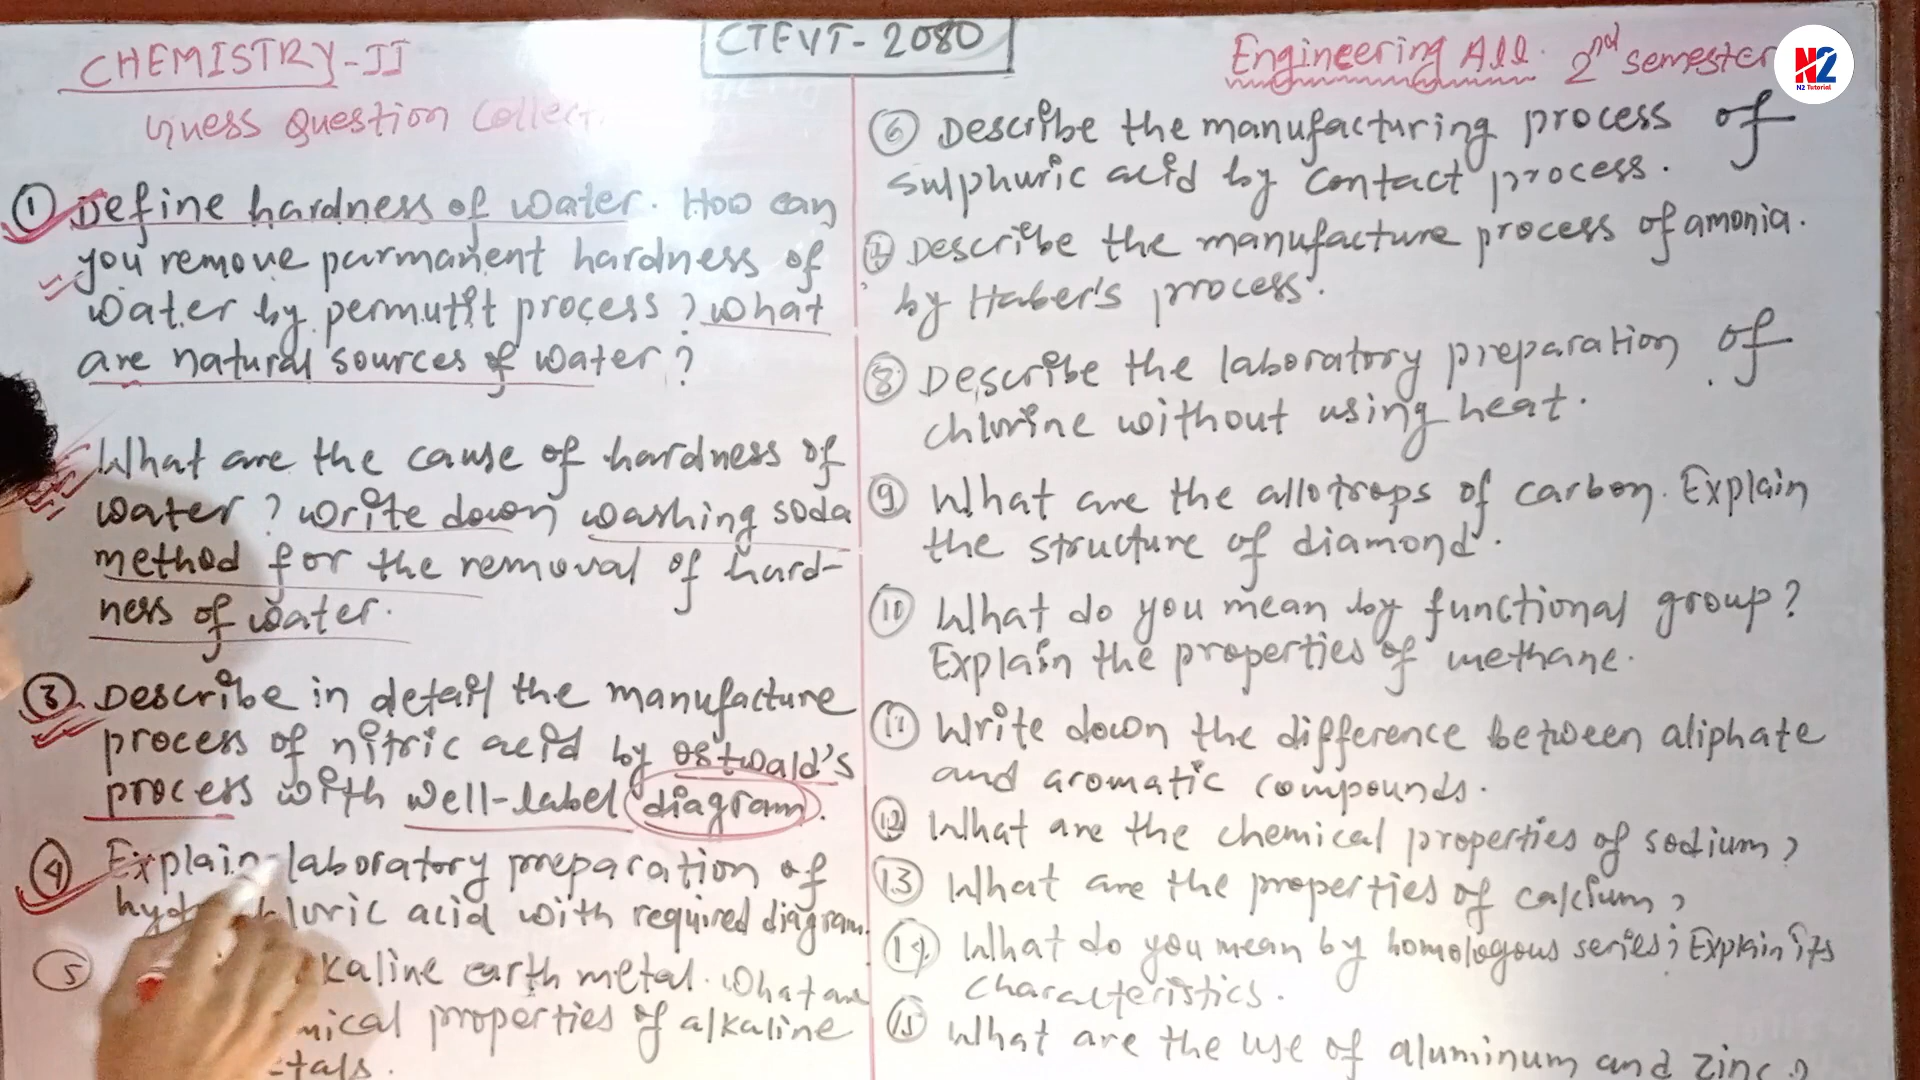 CHEMISTRY-II
Guess Question Collect
CTEVT-2080
Engineering All. 2nd semester
N2
N2 Tutorial
① Define hardness of water. How can
you remove purmanent hardness of
water by permutit process? what
are natural sources of water?
What are the cause of hardness of
water? write down washing soda
method for the removal of hard-
ness of water.
③ Describe in detail the manufacture
process of nitric acid by ostwald's
process with well-label diagram.
④ Explain laboratory preparation of
luric acid with required diagram.
⑤ kaline earth metal. What are
mical properties of alkaline
tals.
⑥ Describe the manufacturing process of
sulphuric acid by contact process.
Describe the manufacture process of amonia.
by Haber's process.
⑧ Describe the laboratory preparation of
chlorine without using heat.
⑨ What are the allotrops of carbon. Explain
the structure of diamond.
⑩ What do you mean by functional group?
Explain the properties of methane.
⑪ Write down the difference between aliphate
and aromatic compounds.
⑫ What are the chemical properties of sodium?
⑬ What are the properties of calcium?
⑭ What do you mean by homologous series; Explain its
characteristics.
⑮ What are the use of aluminum and zinc?